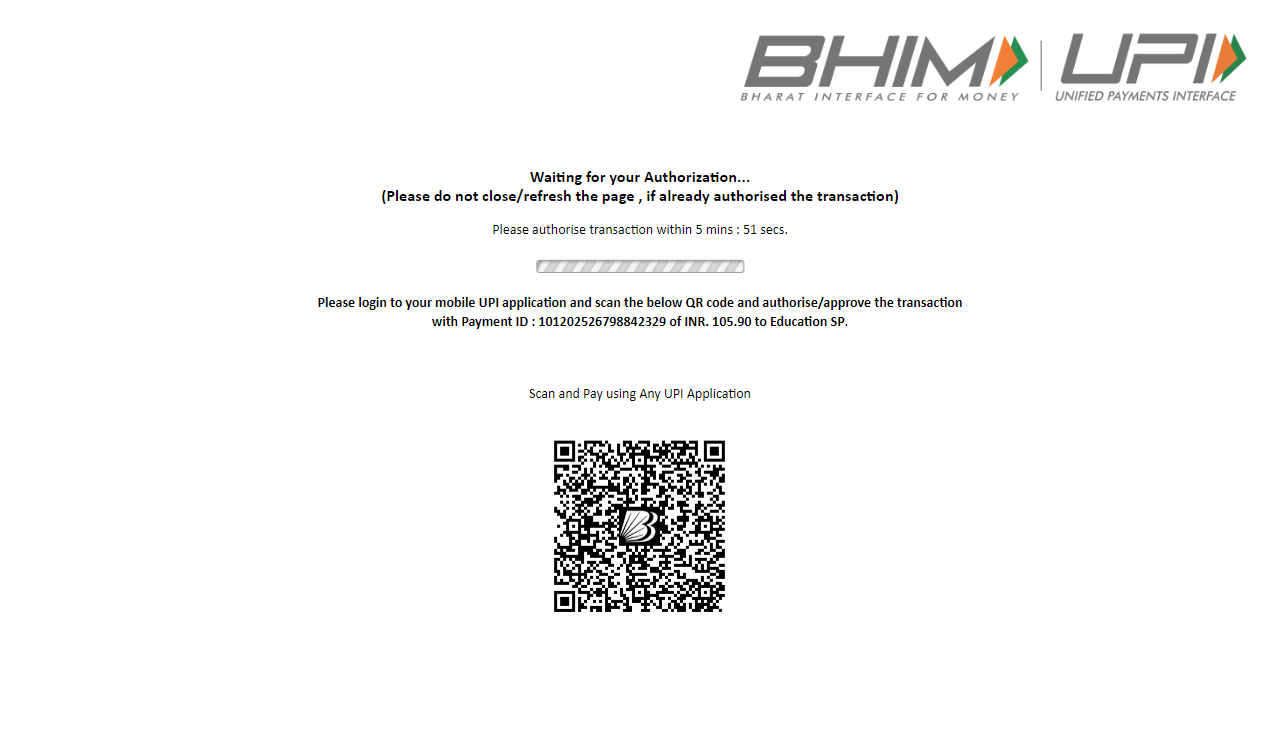 BHIM
BHARAT INTERFACE FOR MONEY
UPI
UNIFIED PAYMENTS INTERFACE
Waiting for your Authorization...
(Please do not close/refresh the page , if already authorised the transaction)
Please authorise transaction within 5 mins : 51 secs.
Please login to your mobile UPI application and scan the below QR code and authorise/approve the transaction
with Payment ID : 101202526798842329 of INR. 105.90 to Education SP.
Scan and Pay using Any UPI Application